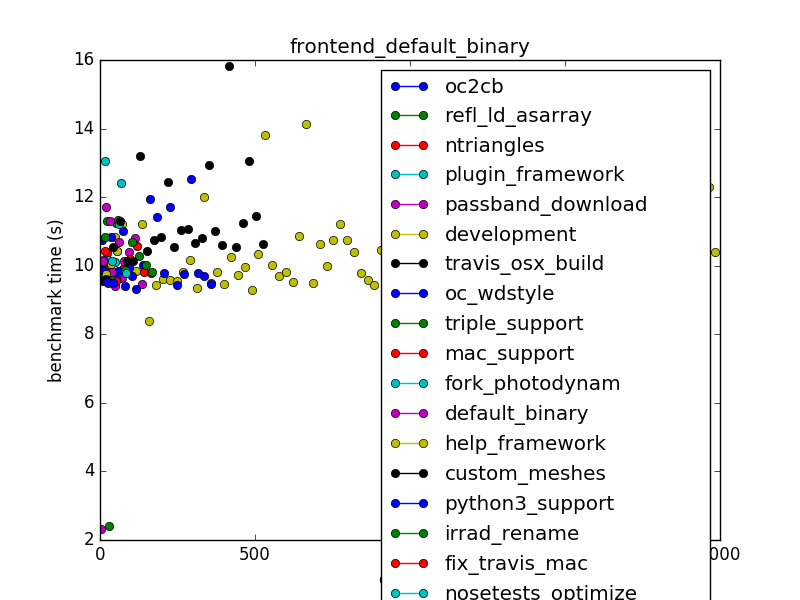 frontend_default_binary
benchmark time (s)
16
14
12
10
8
6
4
2
0
500
000
oc2cb
refl_ld_asarray
ntriangles
plugin_framework
passband_download
development
travis_osx_build
oc_wdstyle
triple_support
mac_support
fork_photodynam
default_binary
help_framework
custom_meshes
python3_support
irrad_rename
fix_travis_mac
nosetests_optimize